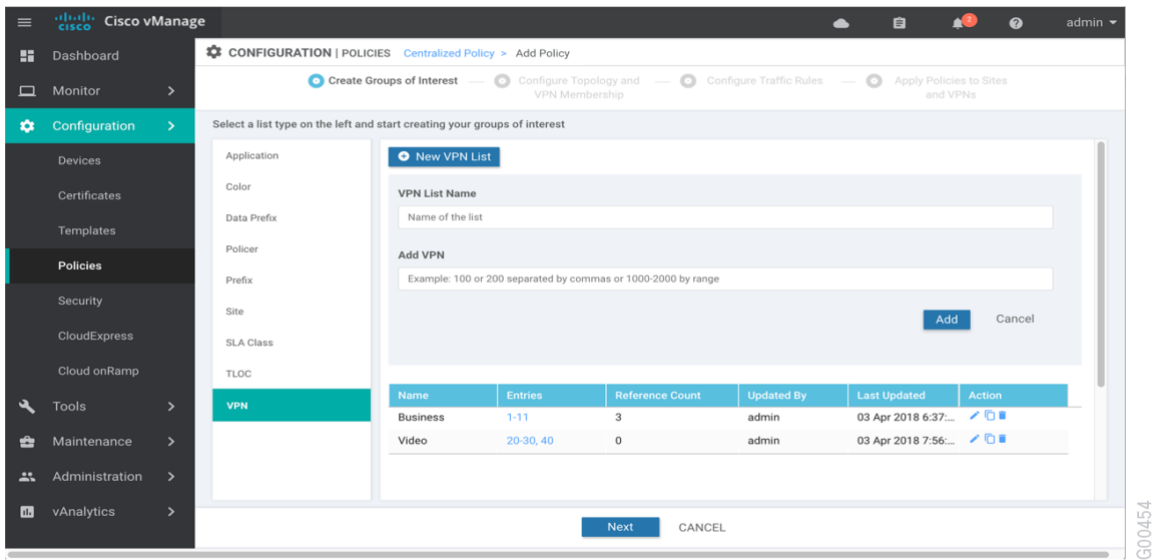 cisco Cisco vManage
2
admin
Dashboard
Monitor
Configuration
Devices
Certificates
Templates
Policies
Security
CloudExpress
Cloud onRamp
Tools
Maintenance
Administration
vAnalytics
CONFIGURATION | POLICIES Centralized Policy > Add Policy
Create Groups of Interest
Configure Topology and
VPN Membership
Configure Traffic Rules
Apply Policies to Sites
and VPNs
Select a list type on the left and start creating your groups of interest
Application
Color
Data Prefix
Policer
Prefix
Site
SLA Class
TLOC
VPN
New VPN List
VPN List Name
Name of the list
Add VPN
Example: 100 or 200 separated by commas or 1000-2000 by range
Add Cancel
Name Entries Reference Count Updated By Last Updated Action
Business 1-11 3 admin 03 Apr 2018 6:37:...
Video 20-30, 40 0 admin 03 Apr 2018 7:56:...
Next CANCEL
G00454